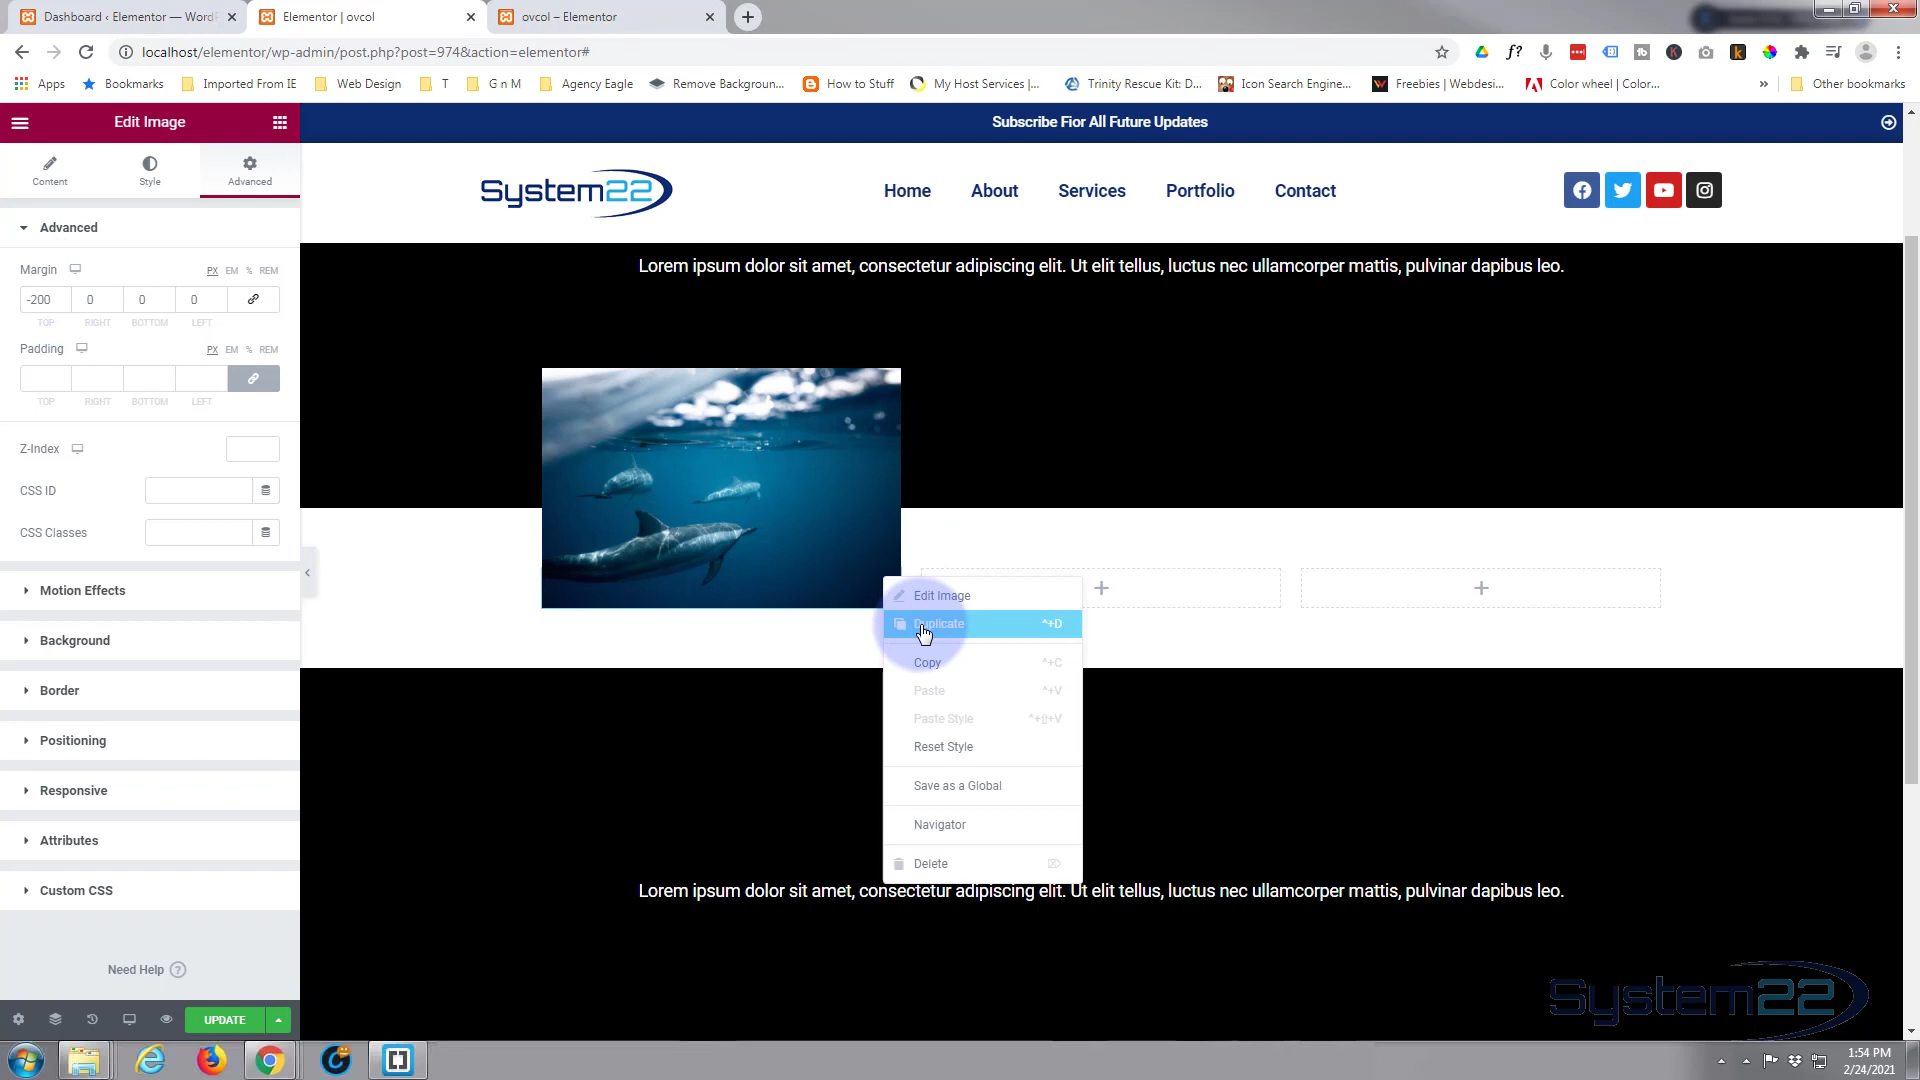 Dashboard ‹ Elementor — WordP
Elementor | ovcol
ovcol – Elementor
localhost/elementor/wp-admin/post.php?post=974&action=elementor#
Apps
Bookmarks
Imported From IE
Web Design
T
G n M
Agency Eagle
Remove Backgroun...
How to Stuff
My Host Services |...
Trinity Rescue Kit: D...
Icon Search Engine...
Freebies | Webdesi...
Color wheel | Color...
»
Other bookmarks
Edit Image
Subscribe Fior All Future Updates
Content
Style
Advanced
System22
Home
About
Services
Portfolio
Contact
Advanced
Margin
PX EM % REM
-200 0 0 0
TOP RIGHT BOTTOM LEFT
Lorem ipsum dolor sit amet, consectetur adipiscing elit. Ut elit tellus, luctus nec ullamcorper mattis, pulvinar dapibus leo.
Padding
PX EM % REM
TOP RIGHT BOTTOM LEFT
Z-Index
CSS ID
CSS Classes
Motion Effects
Background
Border
Positioning
Responsive
Attributes
Custom CSS
Need Help ?
UPDATE
Edit Image
Duplicate ^+D
Copy ^+C
Paste ^+V
Paste Style ^+⇧+V
Reset Style
Save as a Global
Navigator
Delete ⌦
Lorem ipsum dolor sit amet, consectetur adipiscing elit. Ut elit tellus, luctus nec ullamcorper mattis, pulvinar dapibus leo.
System22
1:54 PM
2/24/2021